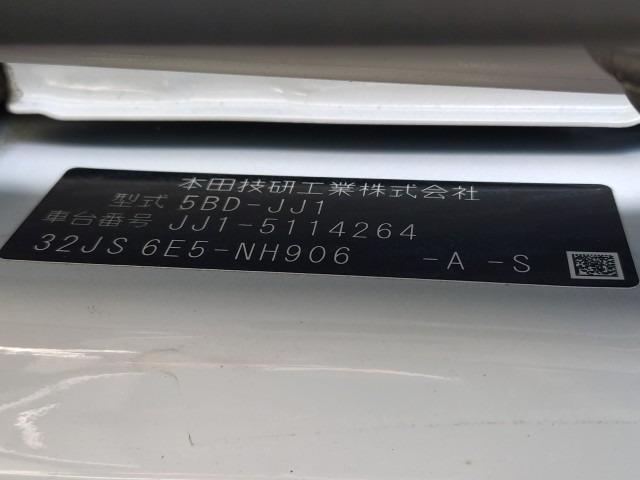 本田技研工業株式会社
型式 5BD-JJ1
車台番号 JJ1-5114264
32JS 6E5-NH906 -A -S